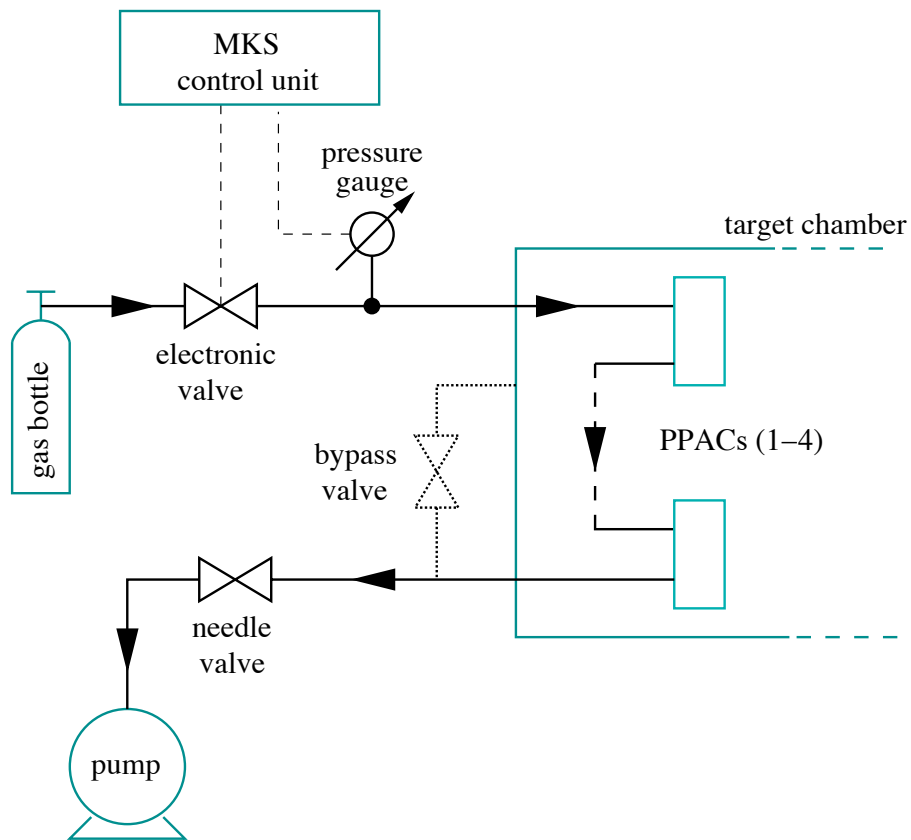 MKS
control unit
pressure
gauge
target chamber
electronic
valve
gas bottle
PPACs (1–4)
bypass
valve
needle
valve
pump